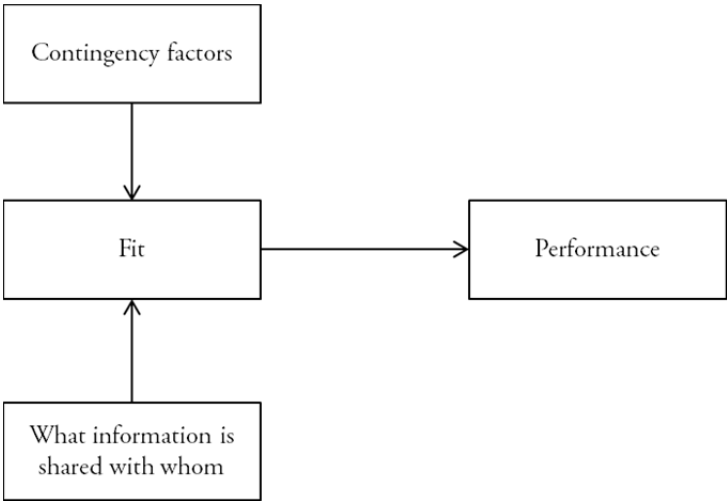 Contingency factors
Fit
Performance
What information is
shared with whom